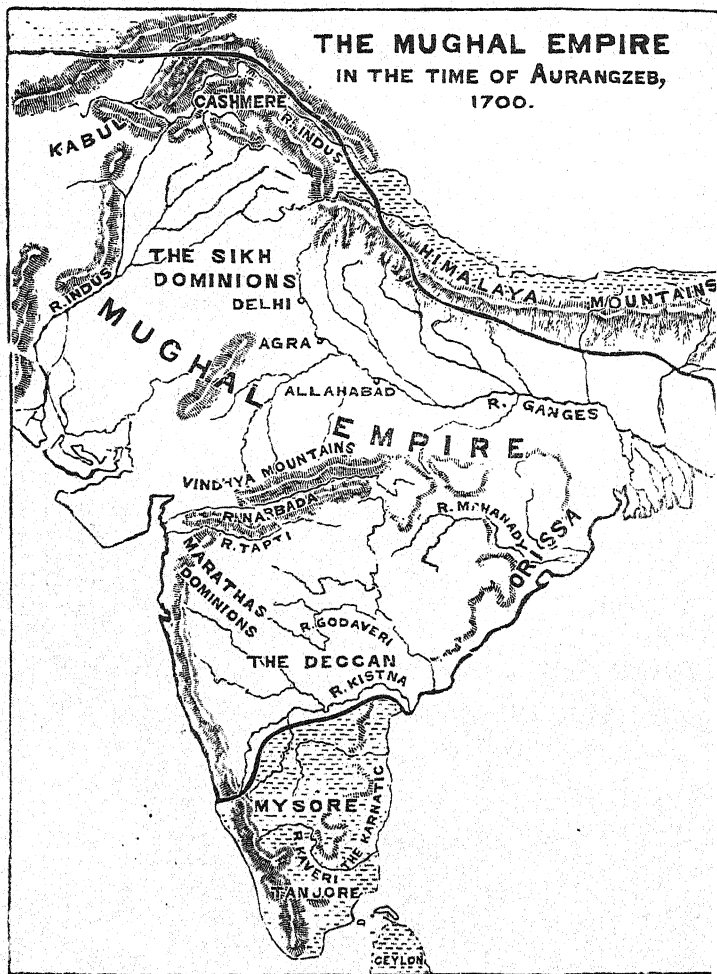 THE MUGHAL EMPIRE
IN THE TIME OF AURANGZEB,
1700.
CASHMERE
KABUL
R. INDUS
THE SIKH
DOMINIONS
HIMALAYA MOUNTAINS
R. INDUS
DELHI
MUGHAL
AGRA
ALLAHABAD
R. GANGES
EMPIRE
VINDHYA MOUNTAINS
R. NARBADA
R. MAHANADY
R. TAPTI
ORISSA
MARATHAS
DOMINIONS
R. GODAVERI
THE DECCAN
R. KISTNA
MYSORE
THE KARNATIC
R. KAVERI
TANJORE
CEYLON